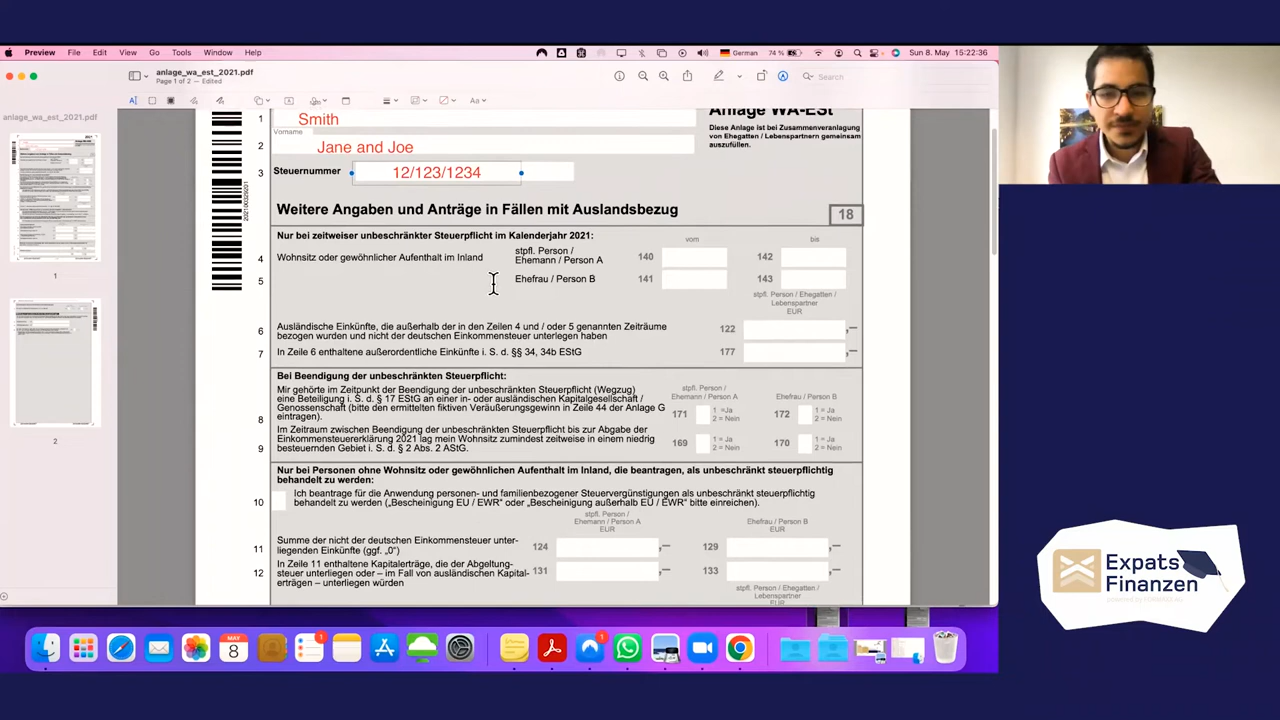 Preview File Edit View Go Tools Window Help German 74 % Sun 8. May 15:22:36
anlage_wa_est_2021.pdf
Page 1 of 2 – Edited
Search
anlage_wa_est_2021.pdf
1
2
1 Smith
Anlage WA-ESt
Vorname
2 Jane and Joe
Diese Anlage ist bei Zusammenveranlagung
von Ehegatten / Lebenspartnern gemeinsam
auszufüllen.
3 Steuernummer 12/123/1234
Weitere Angaben und Anträge in Fällen mit Auslandsbezug 18
Nur bei zeitweiser unbeschränkter Steuerpflicht im Kalenderjahr 2021: vom bis
4 Wohnsitz oder gewöhnlicher Aufenthalt im Inland stpfl. Person / Ehemann / Person A 140 142
5 Ehefrau / Person B 141 143
stpfl. Person / Ehegatten /
Lebenspartner
EUR
6 Ausländische Einkünfte, die außerhalb der in den Zeilen 4 und / oder 5 genannten Zeiträume
bezogen wurden und nicht der deutschen Einkommensteuer unterlegen haben 122 ,–
7 In Zeile 6 enthaltene außerordentliche Einkünfte i. S. d. §§ 34, 34b EStG 177 ,–
Bei Beendigung der unbeschränkten Steuerpflicht:
stpfl. Person /
Ehemann / Person A Ehefrau / Person B
Mir gehörte im Zeitpunkt der Beendigung der unbeschränkten Steuerpflicht (Wegzug)
eine Beteiligung i. S. d. § 17 EStG an einer in- oder ausländischen Kapitalgesellschaft /
Genossenschaft (bitte den ermittelten fiktiven Veräußerungsgewinn in Zeile 44 der Anlage G
8 eintragen). 171 1 =Ja 2 = Nein 172 1 = Ja 2 = Nein
Im Zeitraum zwischen Beendigung der unbeschränkten Steuerpflicht bis zur Abgabe der
Einkommensteuererklärung 2021 lag mein Wohnsitz zumindest zeitweise in einem niedrig
9 besteuernden Gebiet i. S. d. § 2 Abs. 2 AStG. 169 1 = Ja 2 = Nein 170 1 = Ja 2 = Nein
Nur bei Personen ohne Wohnsitz oder gewöhnlichen Aufenthalt im Inland, die beantragen, als unbeschränkt steuerpflichtig
behandelt zu werden:
10 Ich beantrage für die Anwendung personen- und familienbezogener Steuervergünstigungen als unbeschränkt steuerpflichtig
behandelt zu werden („Bescheinigung EU / EWR“ oder „Bescheinigung außerhalb EU / EWR“ bitte einreichen).
stpfl. Person /
Ehemann / Person A
EUR
Ehefrau / Person B
EUR
Summe der nicht der deutschen Einkommensteuer unter-
11 liegenden Einkünfte (ggf. „0“) 124 ,– 129 ,–
In Zeile 11 enthaltene Kapitalerträge, die der Abgeltung-
steuer unterliegen oder – im Fall von ausländischen Kapital-
12 erträgen – unterliegen würden 131 ,– 133 ,–
stpfl. Person / Ehegatten /
Lebenspartner
EUR
MAY
8
Expats
Finanzen